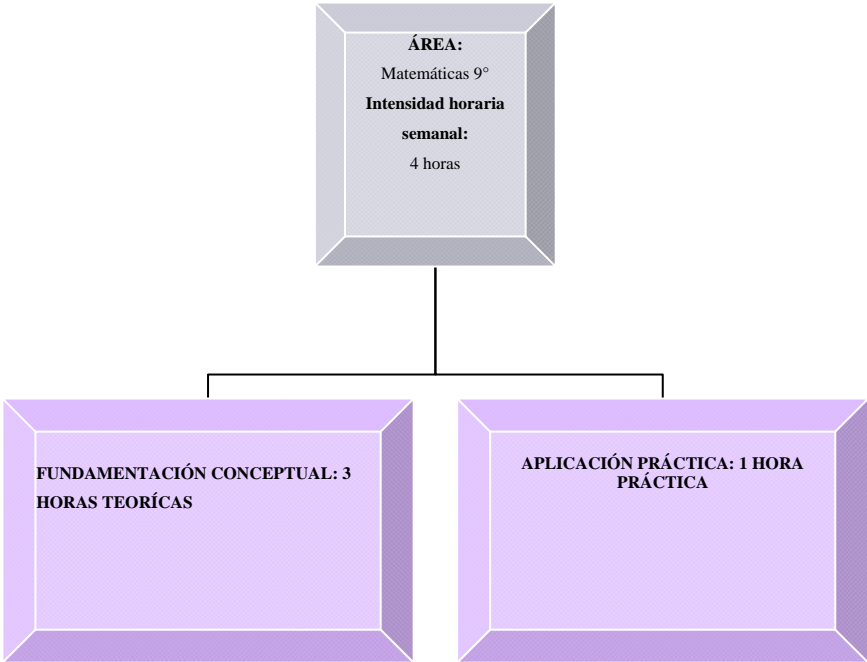 ÁREA:
Matemáticas 9°
Intensidad horaria
semanal:
4 horas
FUNDAMENTACIÓN CONCEPTUAL: 3
HORAS TEORÍCAS
APLICACIÓN PRÁCTICA: 1 HORA
PRÁCTICA